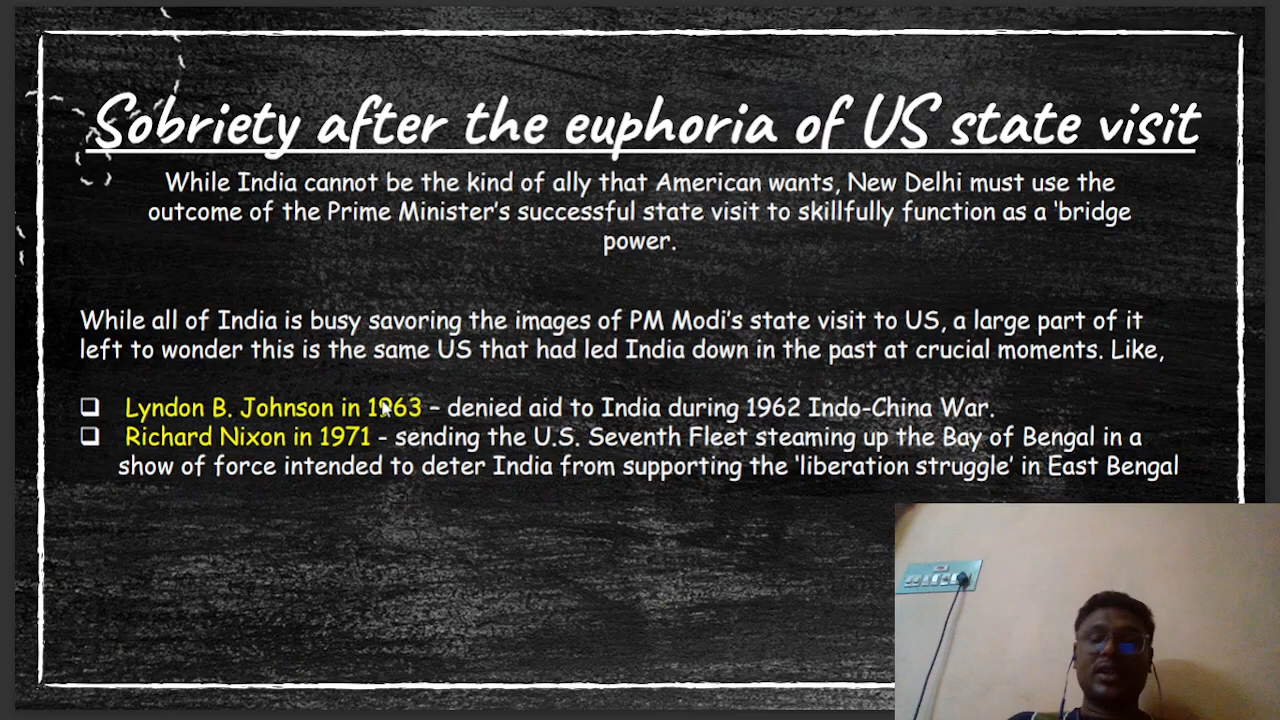 Sobriety after the euphoria of US state visit
While India cannot be the kind of ally that American wants, New Delhi must use the
outcome of the Prime Minister's successful state visit to skillfully function as a 'bridge
power.
While all of India is busy savoring the images of PM Modi's state visit to US, a large part of it
left to wonder this is the same US that had led India down in the past at crucial moments. Like,
❑ Lyndon B. Johnson in 1963 – denied aid to India during 1962 Indo-China War.
❑ Richard Nixon in 1971 - sending the U.S. Seventh Fleet steaming up the Bay of Bengal in a
show of force intended to deter India from supporting the 'liberation struggle' in East Bengal